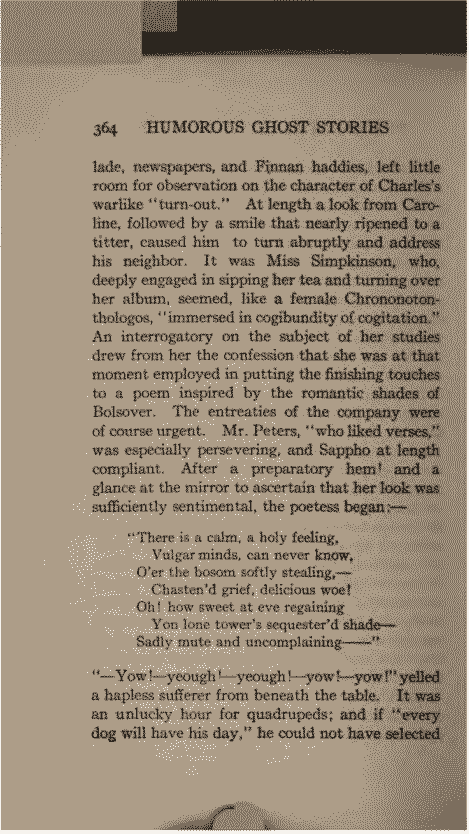 364 HUMOROUS GHOST STORIES
lade, newspapers, and Finnan haddies, left little
room for observation on the character of Charles's
warlike "turn-out." At length a look from Caro-
line, followed by a smile that nearly ripened to a
titter, caused him to turn abruptly and address
his neighbor. It was Miss Simpkinson, who,
deeply engaged in sipping her tea and turning over
her album, seemed, like a female Chrononoton-
thologos, "immersed in cogibundity of cogitation."
An interrogatory on the subject of her studies
drew from her the confession that she was at that
moment employed in putting the finishing touches
to a poem inspired by the romantic shades of
Bolsover. The entreaties of the company were
of course urgent. Mr. Peters, "who liked verses,"
was especially persevering, and Sappho at length
compliant. After a preparatory hem! and a
glance at the mirror to ascertain that her look was
sufficiently sentimental, the poetess began:—
"There is a calm, a holy feeling,
Vulgar minds, can never know,
O'er the bosom softly stealing,—
Chasten'd grief, delicious woe!
Oh! how sweet at eve regaining
Yon lone tower's sequester'd shade—
Sadly mute and uncomplaining——"
"—Yow!—yeough!—yeough!—yow!—yow!" yelled
a hapless sufferer from beneath the table. It was
an unlucky hour for quadrupeds; and if "every
dog will have his day," he could not have selected